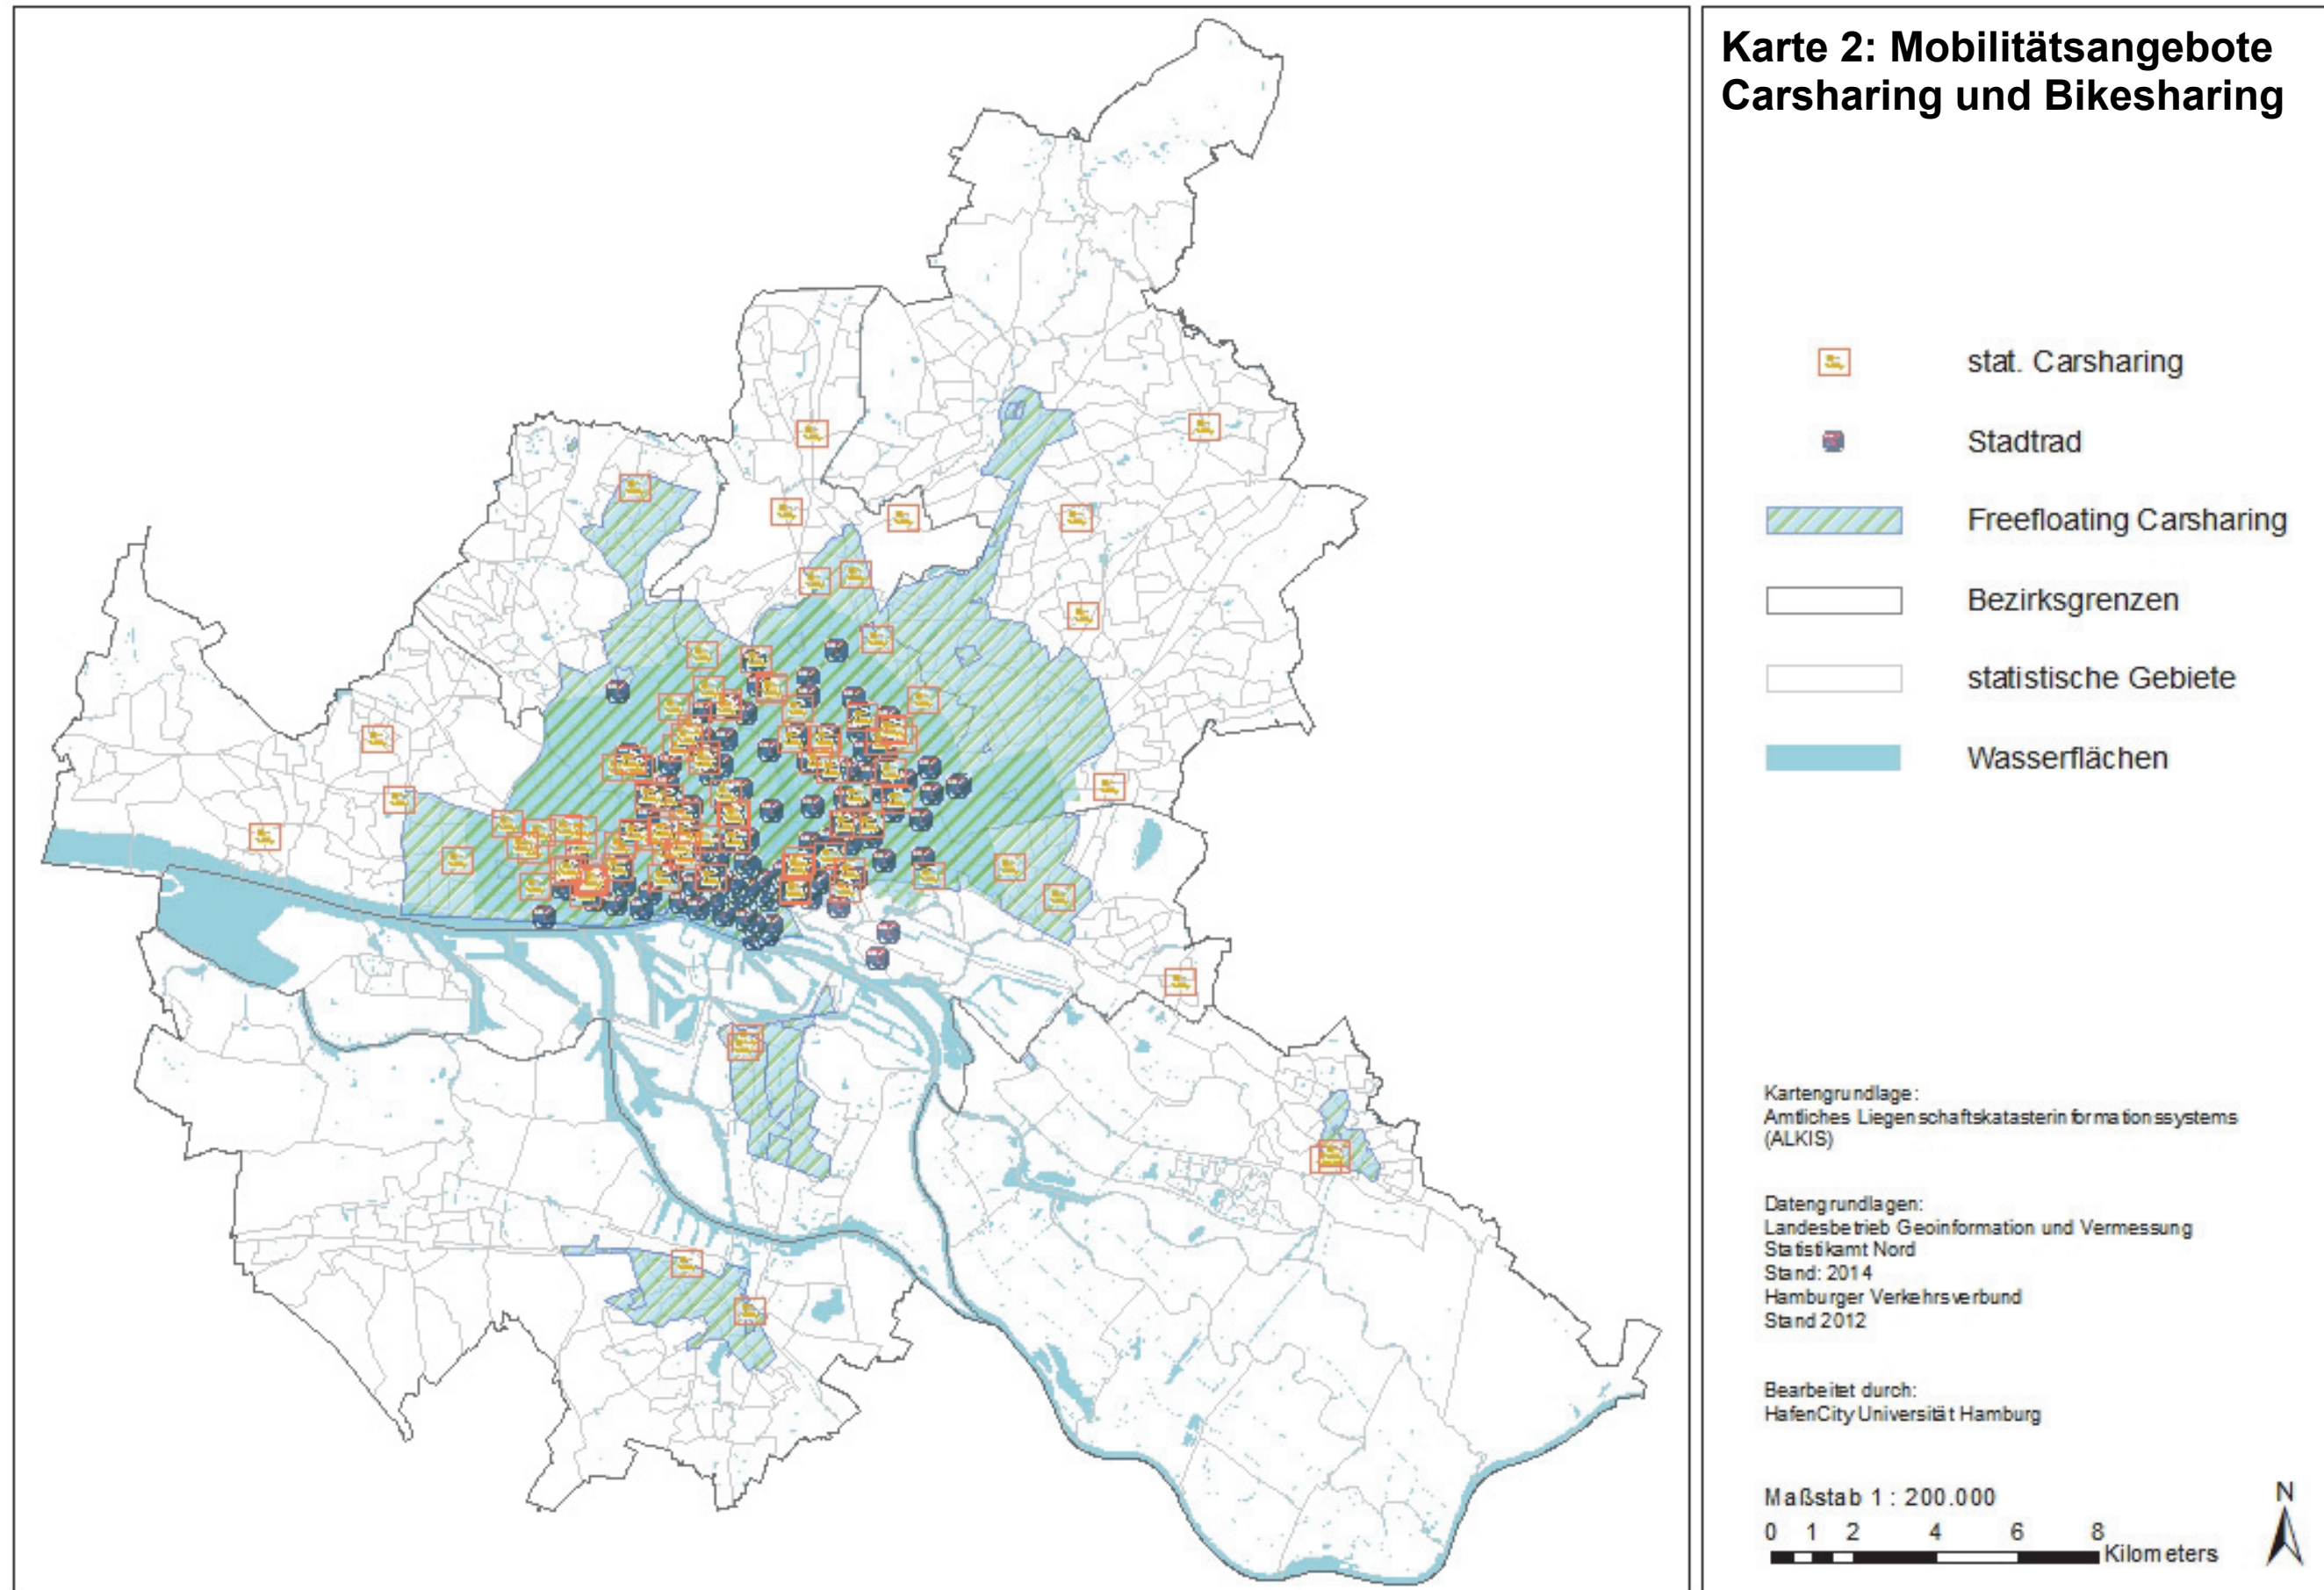 Karte 2: Mobilitätsangebote
Carsharing und Bikesharing
stat. Carsharing
Stadtrad
Freefloating Carsharing
Bezirksgrenzen
statistische Gebiete
Wasserflächen
Kartengrundlage:
Amtliches Liegenschaftskatasterinformationssystems
(ALKIS)
Datengrundlagen:
Landesbetrieb Geoinformation und Vermessung
Statistikamt Nord
Stand: 2014
Hamburger Verkehrsverbund
Stand 2012
Bearbeitet durch:
HafenCity Universität Hamburg
Maßstab 1 : 200.000
N
0 1 2 4 6 8
Kilometers